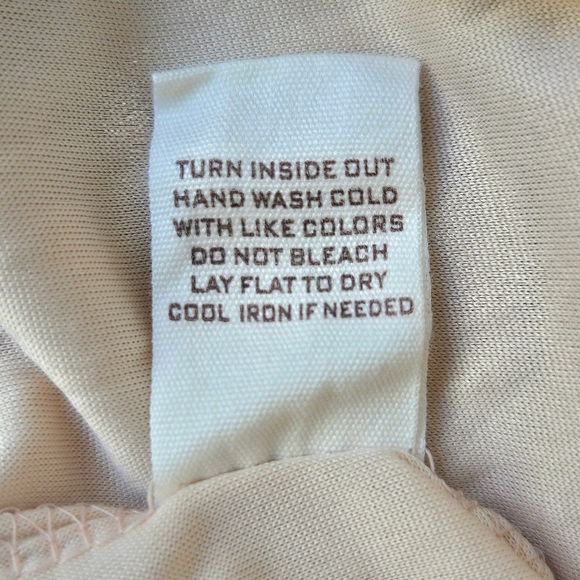 TURN INSIDE OUT
HAND WASH COLD
WITH LIKE COLORS
DO NOT BLEACH
LAY FLAT TO DRY
COOL IRON IF NEEDED